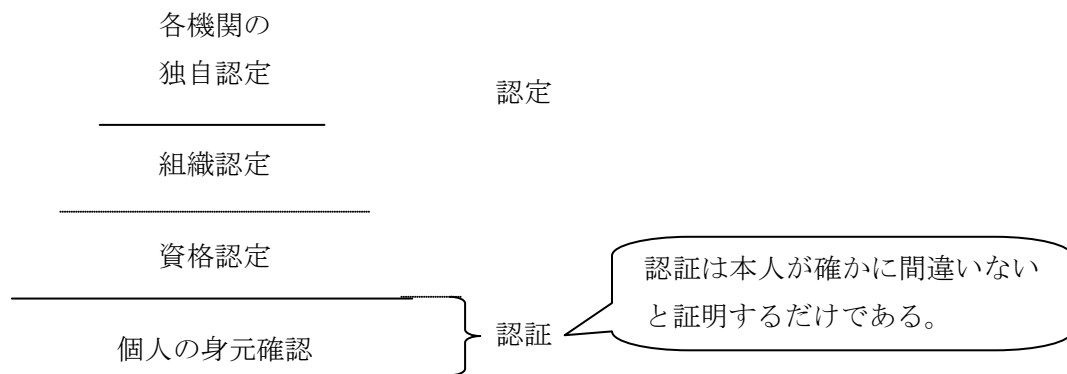 各機関の
独自認定
認定
組織認定
資格認定
認証は本人が確かに間違いない
と証明するだけである。
認証
個人の身元確認